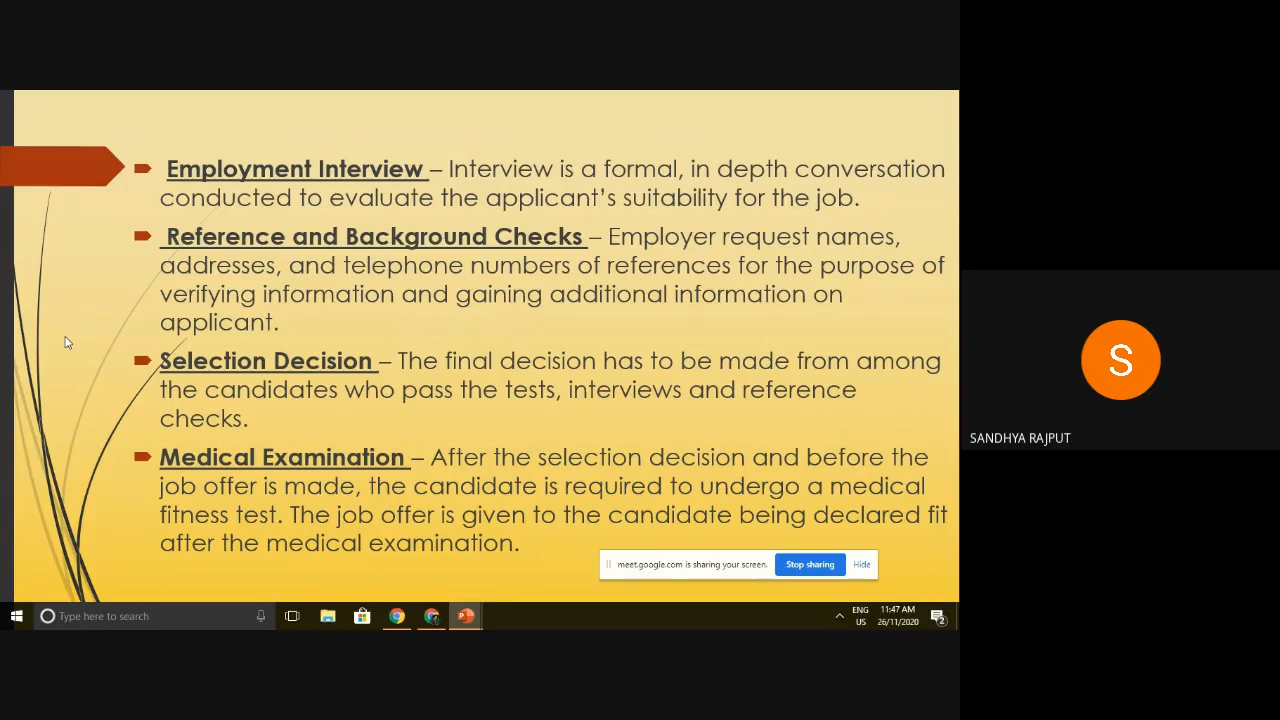 Employment Interview – Interview is a formal, in depth conversation
conducted to evaluate the applicant's suitability for the job.
Reference and Background Checks – Employer request names,
addresses, and telephone numbers of references for the purpose of
verifying information and gaining additional information on
applicant.
Selection Decision – The final decision has to be made from among
the candidates who pass the tests, interviews and reference
checks.
Medical Examination – After the selection decision and before the
job offer is made, the candidate is required to undergo a medical
fitness test. The job offer is given to the candidate being declared fit
after the medical examination.
meet.google.com is sharing your screen. Stop sharing Hide
S
SANDHYA RAJPUT
Type here to search
ENG
US
11:47 AM
26/11/2020
2